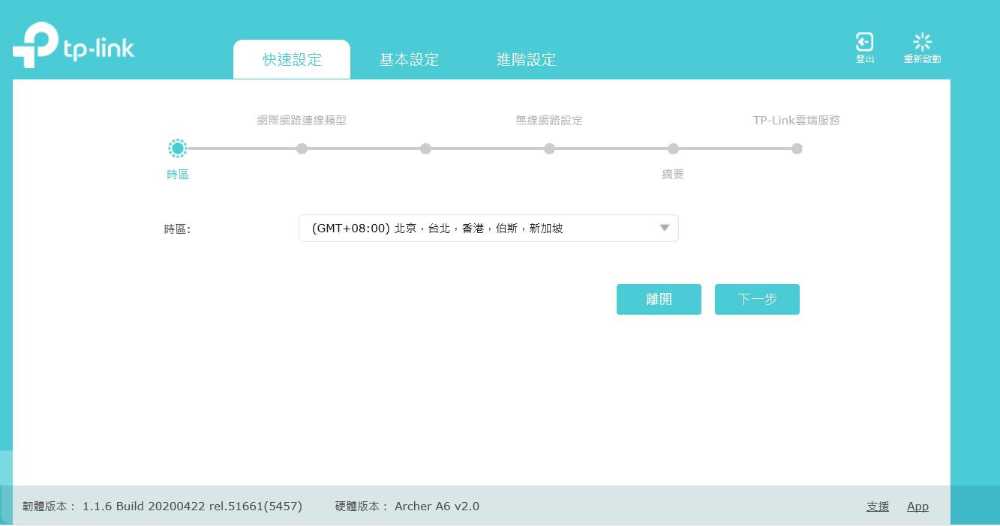 tp-link
快速設定
基本設定
進階設定
登出
重新啟動
網際網路連線類型
無線網路設定
TP-Link雲端服務
時區
摘要
時區:
(GMT+08:00) 北京，台北，香港，伯斯，新加坡
離開
下一步
韌體版本： 1.1.6 Build 20200422 rel.51661(5457)
硬體版本： Archer A6 v2.0
支援
App